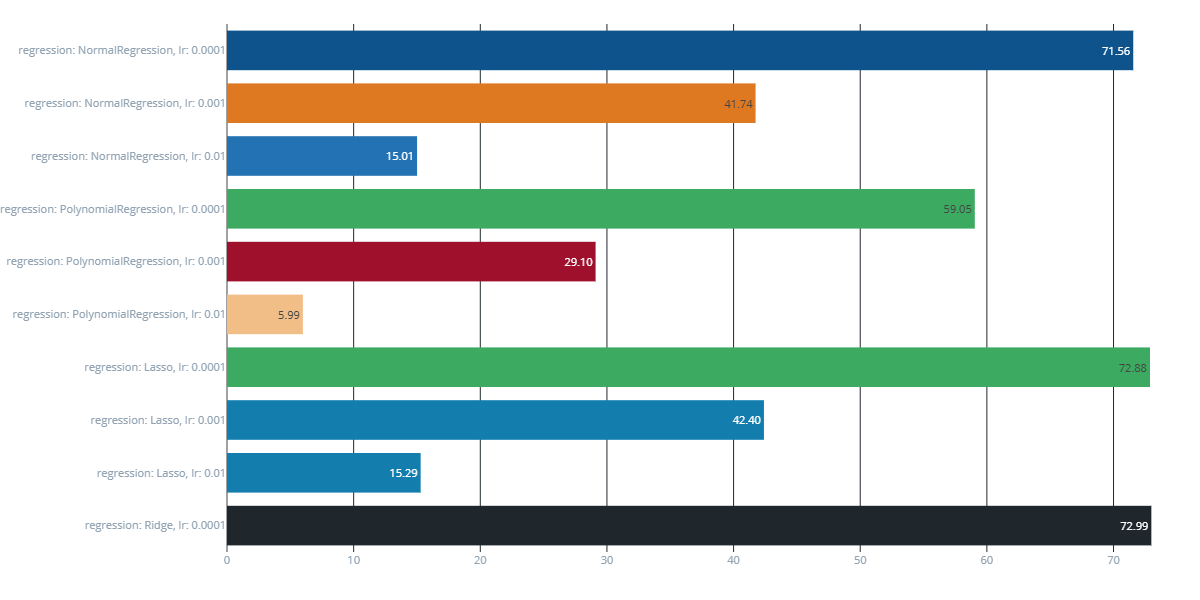 regression: NormalRegression, lr: 0.0001 71.56
regression: NormalRegression, lr: 0.001 41.74
regression: NormalRegression, lr: 0.01 15.01
regression: PolynomialRegression, lr: 0.0001 59.05
regression: PolynomialRegression, lr: 0.001 29.10
regression: PolynomialRegression, lr: 0.01 5.99
regression: Lasso, lr: 0.0001 72.88
regression: Lasso, lr: 0.001 42.40
regression: Lasso, lr: 0.01 15.29
regression: Ridge, lr: 0.0001 72.99
0 10 20 30 40 50 60 70